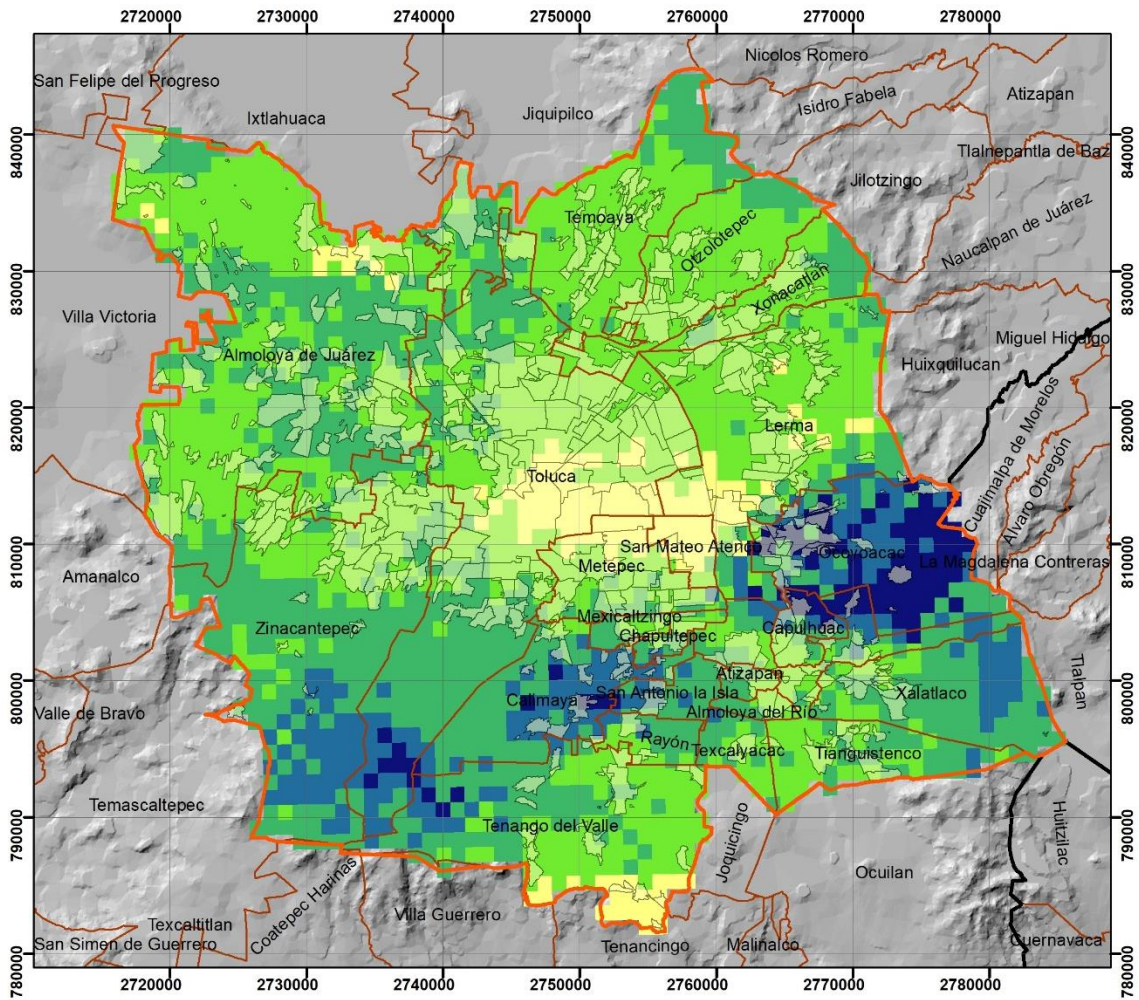 2720000 2730000 2740000 2750000 2760000 2770000 2780000
Nicolos Romero
San Felipe del Progreso
Isidro Fabela
Atizapan
Ixtlahuaca
Jiquipilco
840000
840000
Tlalnepantla de Baz
Jilotzingo
Temoaya
Otzolotepec
Naucalpan de Juárez
830000
830000
Xonacatlán
Villa Victoria
Miguel Hidalgo
Almoloya de Juárez
Huixquilucan
820000
820000
Cuajimalpa de Morelos
Lerma
Alvaro Obregón
Toluca
810000
810000
San Mateo Atenco
Ocoyoacac
La Magdalena Contreras
Metepec
Amanalco
Mexicaltzingo
Zinacantepec
Chapultepec
Capulhuac
Atizapan
Tlalpan
800000
800000
Calimaya
San Antonio la Isla
Xalatlaco
Valle de Bravo
Almoloya del Río
Rayón
Texcalyacac
Tianguistenco
Temascaltepec
790000
790000
Tenango del Valle
Huitzilac
Joquicingo
Ocuilan
Coatepec Harinas
Villa Guerrero
Texcaltitlan
San Simen de Guerrero
Tenancingo
Malinalco
Cuernavaca
780000
780000
2720000 2730000 2740000 2750000 2760000 2770000 2780000